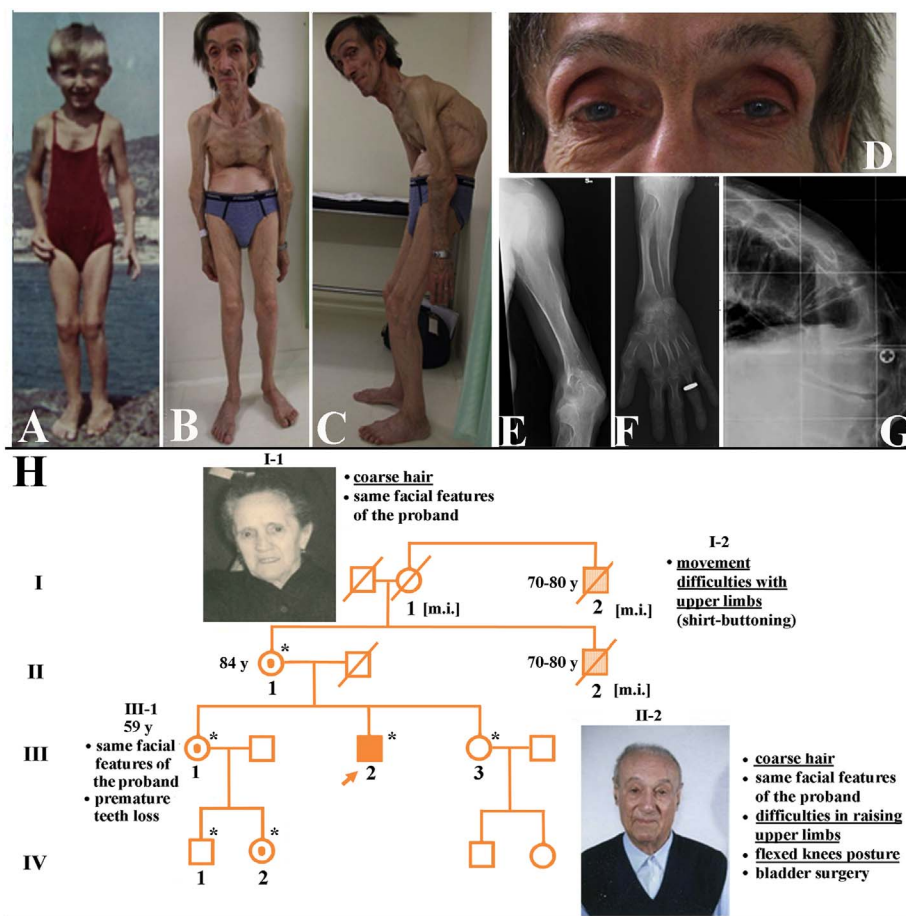 A
B
C
D
E
F
G
H
I-1
• coarse hair
• same facial features
of the proband
I
70-80 y
1 [m.i.]
2 [m.i.]
I-2
• movement
difficulties with
upper limbs
(shirt-buttoning)
II
84 y
*
1
70-80 y
2 [m.i.]
III-1
59 y
• same facial
features of
the proband
• premature
teeth loss
III
*
1
*
2
*
3
II-2
• coarse hair
• same facial features
of the proband
• difficulties in raising
upper limbs
• flexed knees posture
• bladder surgery
IV
*
1
*
2